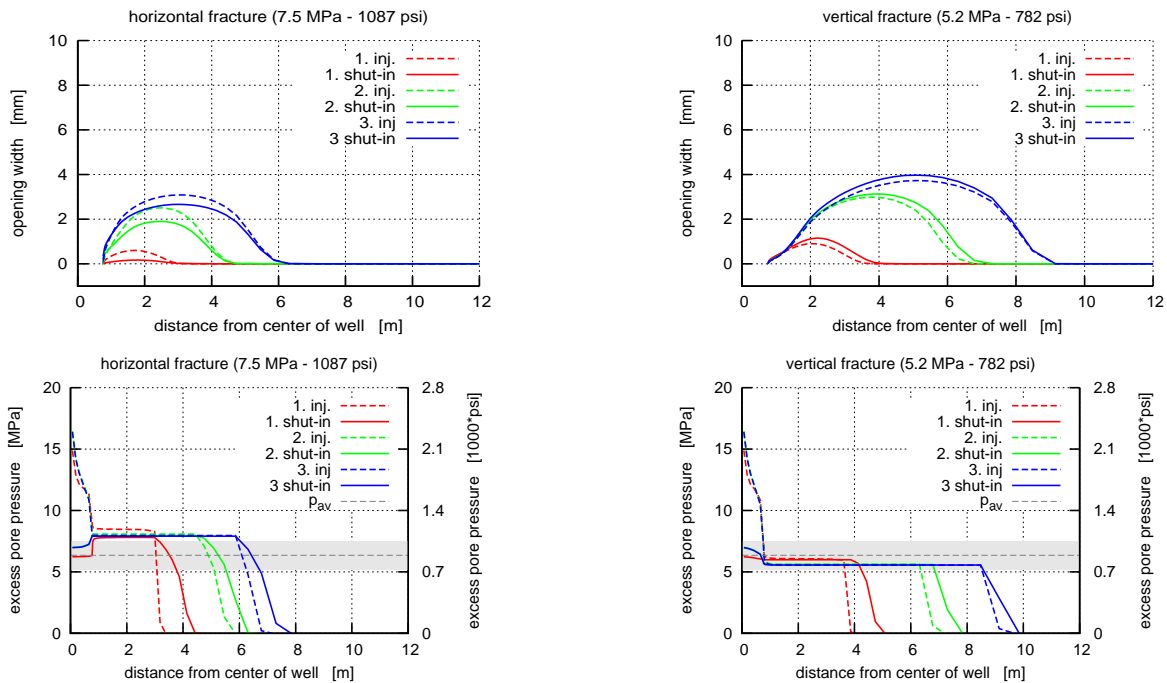 horizontal fracture (7.5 MPa - 1087 psi)
10
8
6
4
2
0
opening width [mm]
1. inj.
1. shut-in
2. inj.
2. shut-in
3. inj
3 shut-in
0 2 4 6 8 10 12
distance from center of well [m]
vertical fracture (5.2 MPa - 782 psi)
10
8
6
4
2
0
opening width [mm]
1. inj.
1. shut-in
2. inj.
2. shut-in
3. inj
3 shut-in
0 2 4 6 8 10 12
distance from center of well [m]
horizontal fracture (7.5 MPa - 1087 psi)
20
15
10
5
0
excess pore pressure [MPa]
1. inj.
1. shut-in
2. inj.
2. shut-in
3. inj
3 shut-in
pav
2.8
2.1
1.4
0.7
0
excess pore pressure [1000*psi]
0 2 4 6 8 10 12
distance from center of well [m]
vertical fracture (5.2 MPa - 782 psi)
20
15
10
5
0
excess pore pressure [MPa]
1. inj.
1. shut-in
2. inj.
2. shut-in
3. inj
3 shut-in
pav
2.8
2.1
1.4
0.7
0
excess pore pressure [1000*psi]
0 2 4 6 8 10 12
distance from center of well [m]